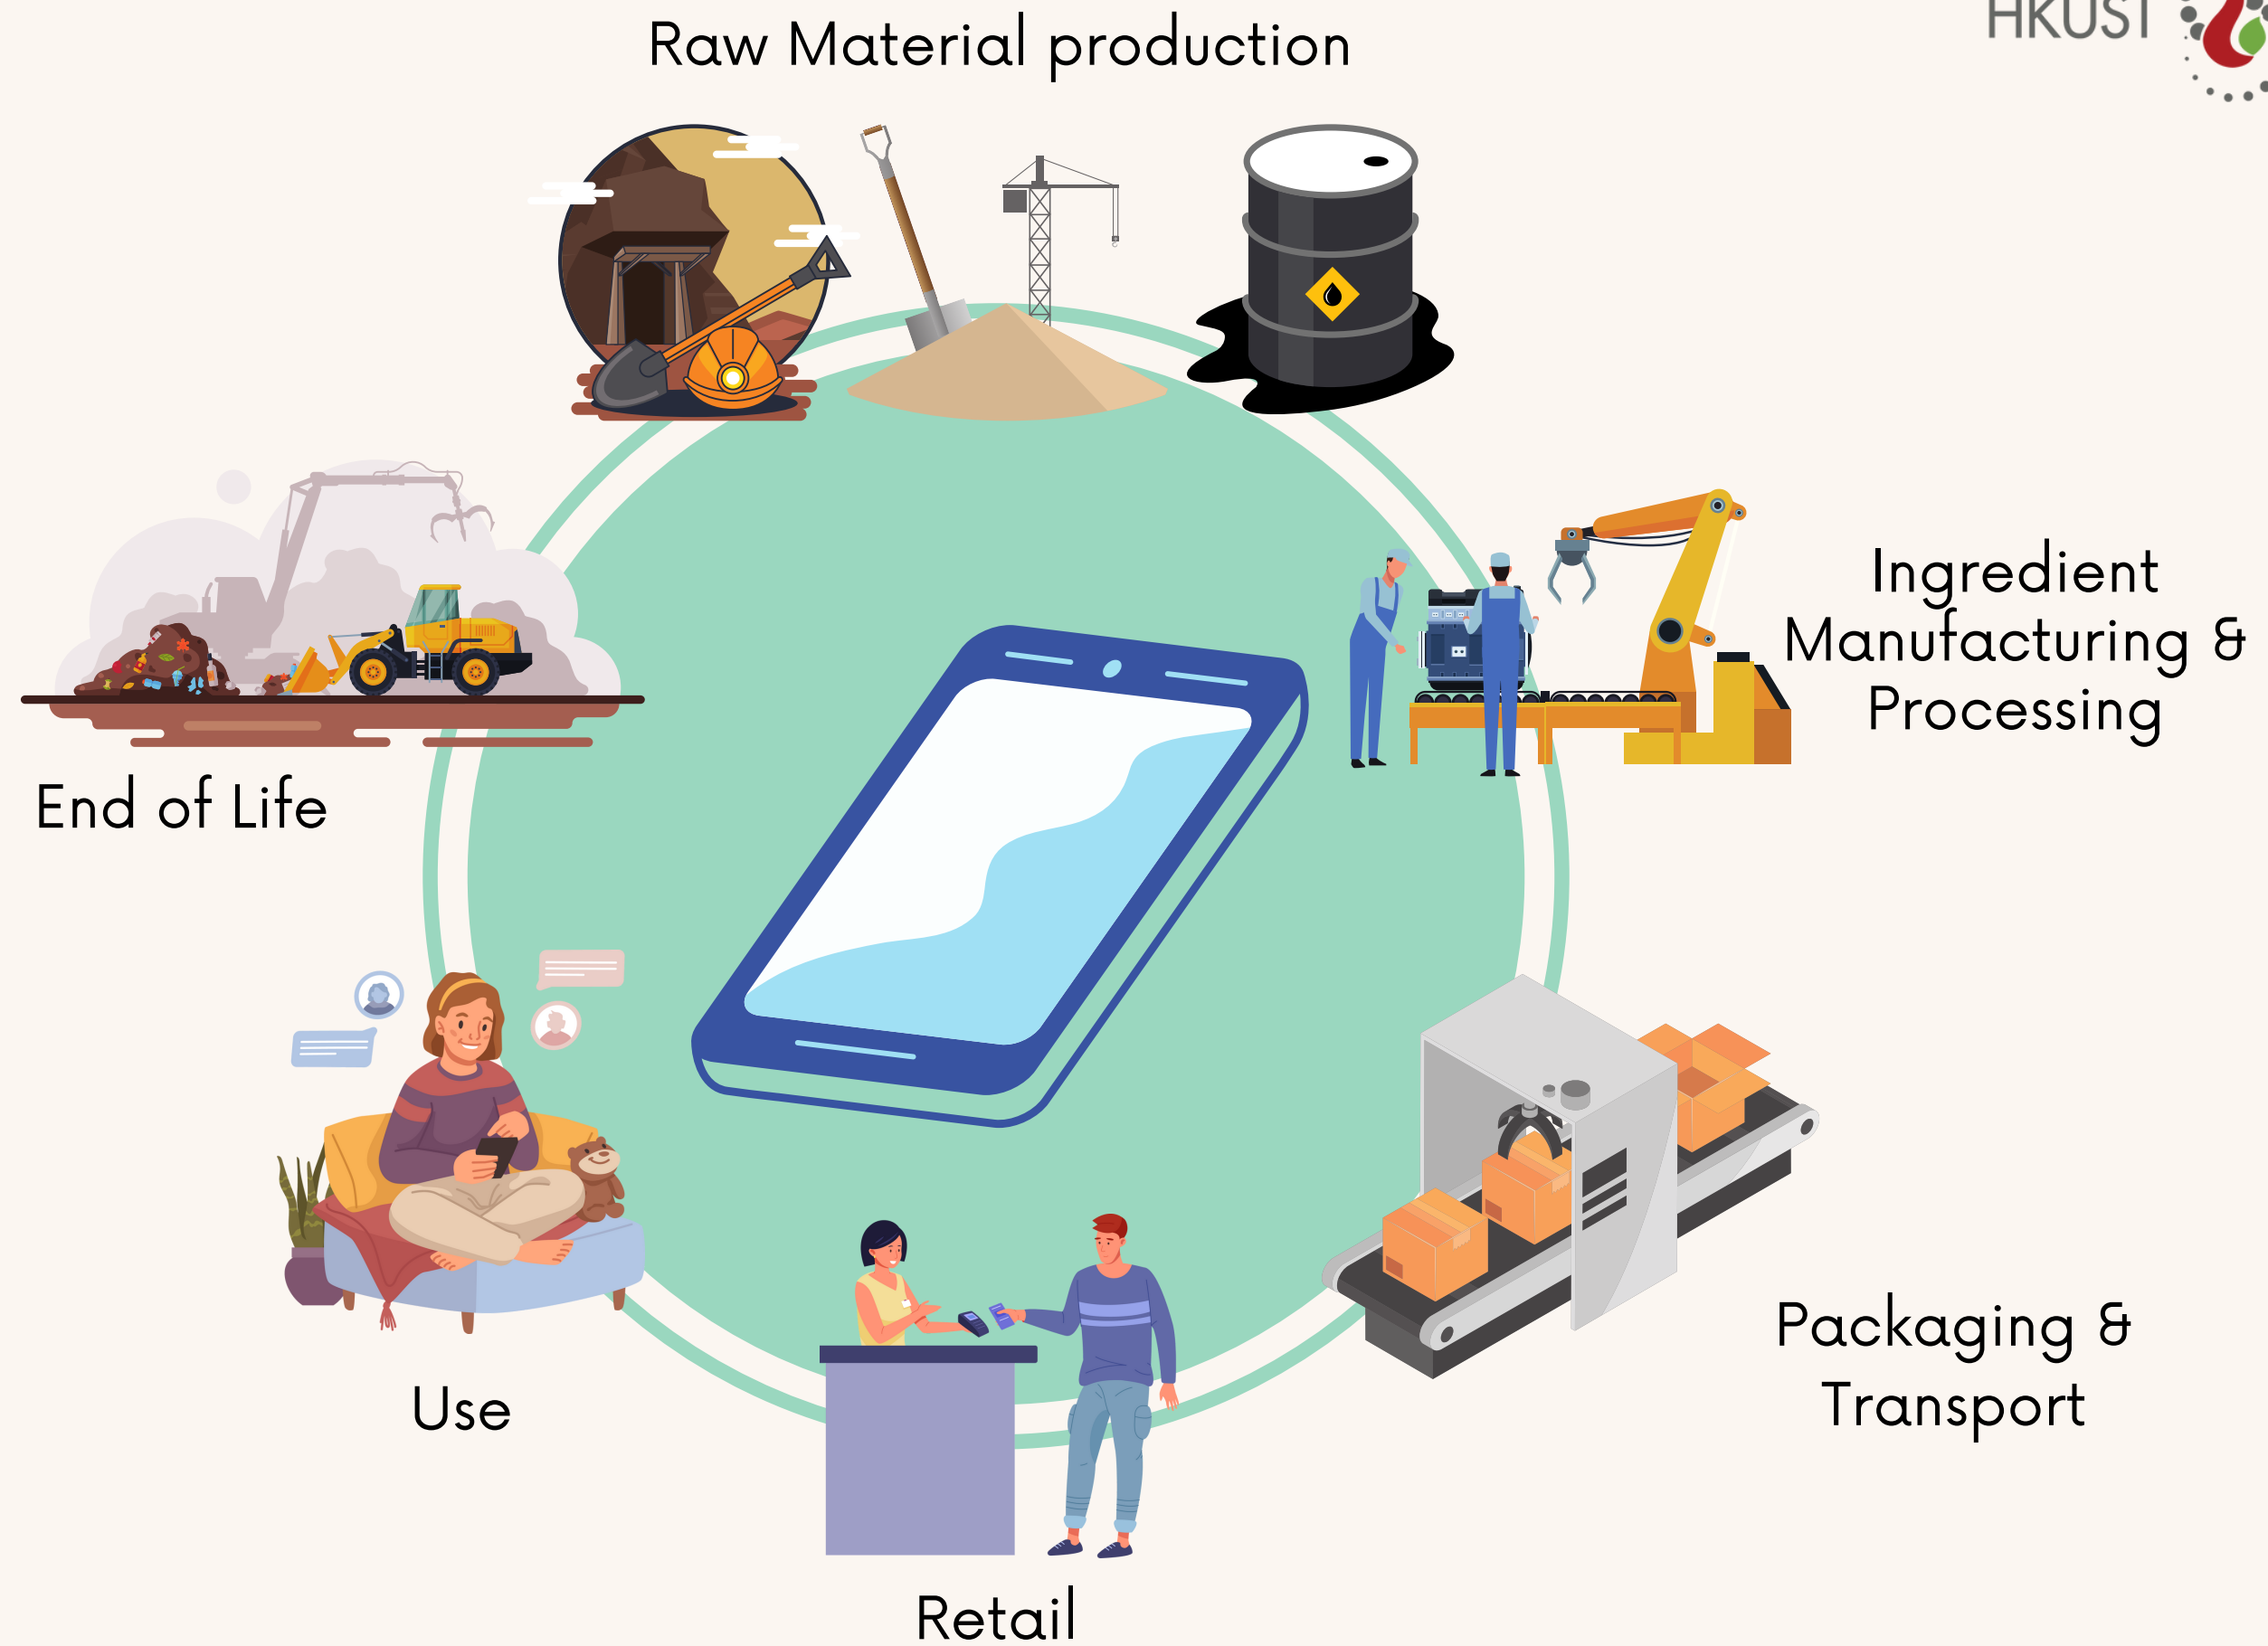 HKUST
Raw Material production
Ingredient
Manufacturing &
Processing
Packaging &
Transport
Retail
Use
End of Life